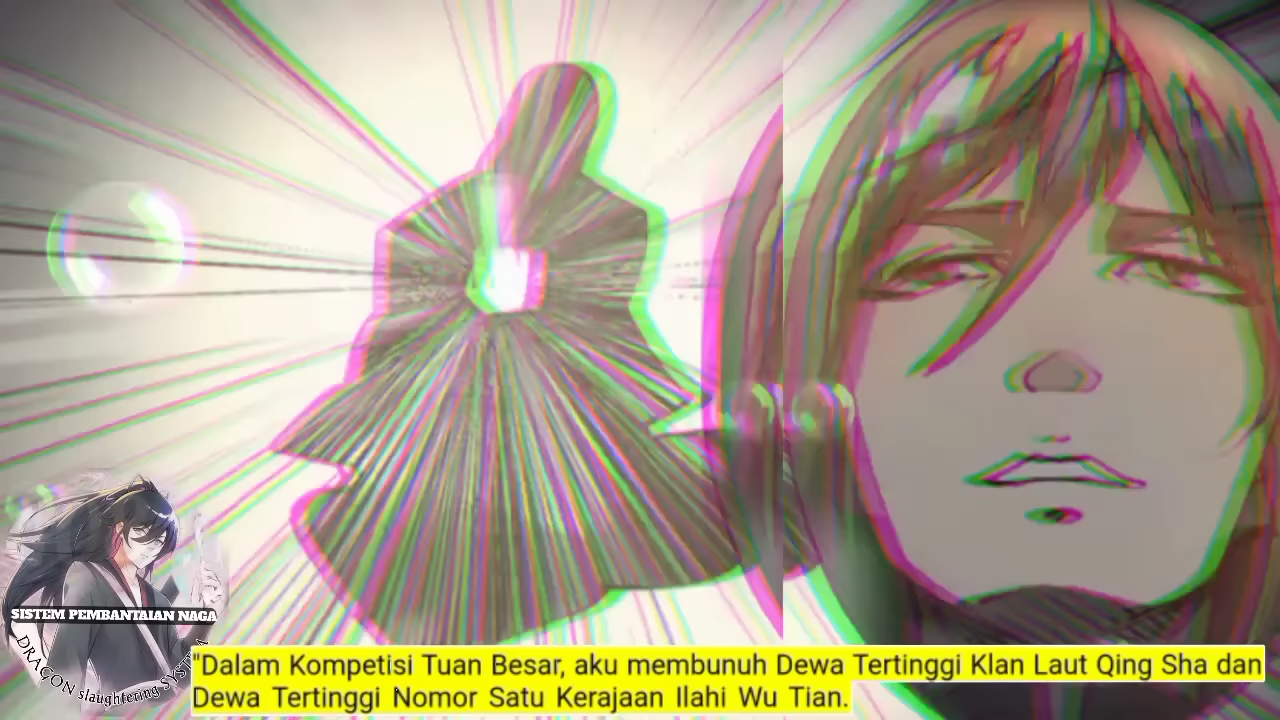 SISTEM PEMBANTAIAN NAGA
DRAGON slaughtering SYSTEM
"Dalam Kompetisi Tuan Besar, aku membunuh Dewa Tertinggi Klan Laut Qing Sha dan
Dewa Tertinggi Nomor Satu Kerajaan Ilahi Wu Tian.